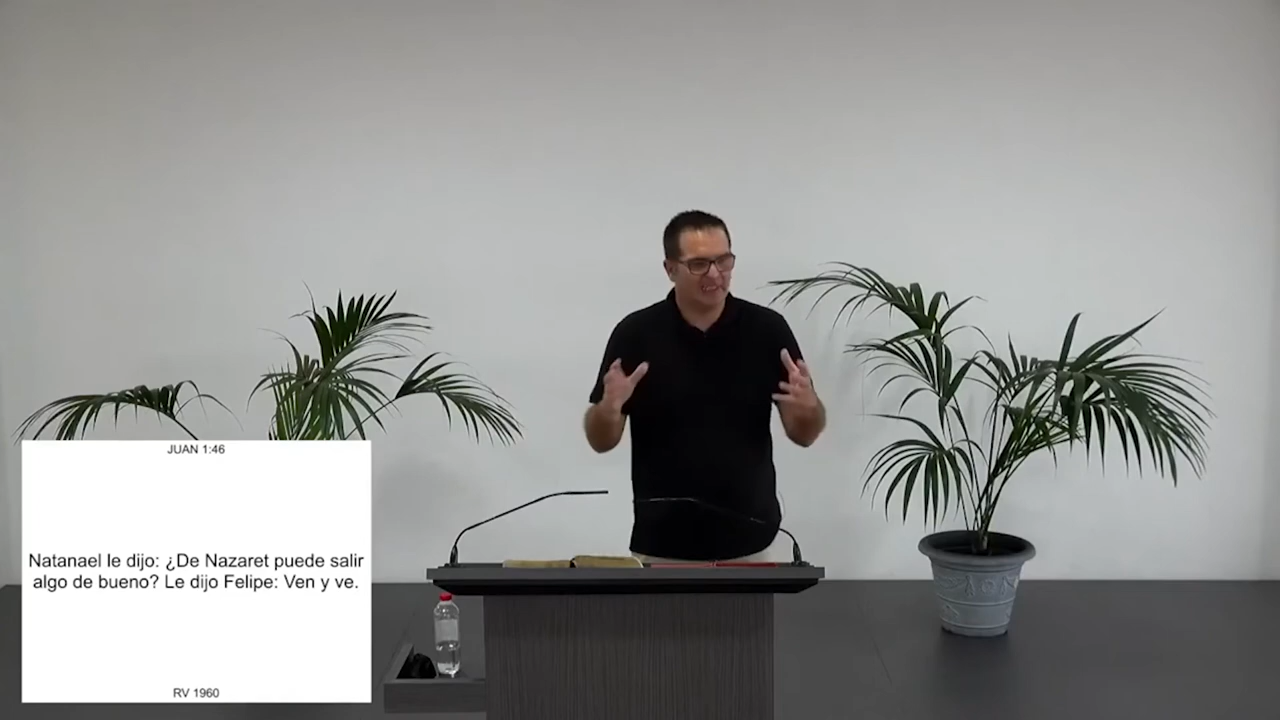 JUAN 1:46
Natanael le dijo: ¿De Nazaret puede salir
algo de bueno? Le dijo Felipe: Ven y ve.
RV 1960